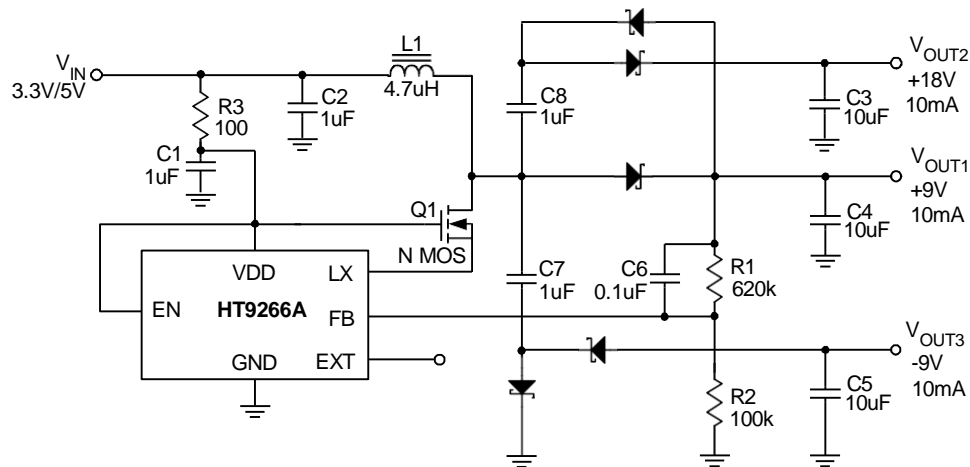 VIN
3.3V/5V
L1
4.7uH
R3
100
C1
1uF
C2
1uF
C8
1uF
C3
10uF
VOUT2
+18V
10mA
VOUT1
+9V
10mA
C4
10uF
Q1
N MOS
VDD
LX
EN
HT9266A
FB
GND
EXT
C7
1uF
C6
0.1uF
R1
620k
R2
100k
VOUT3
-9V
10mA
C5
10uF